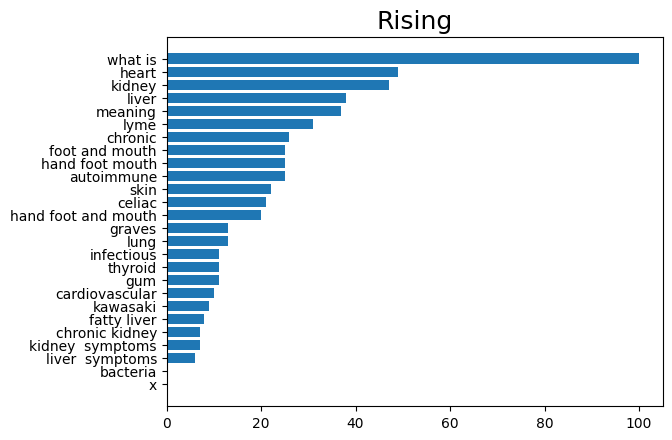 Rising
what is
heart
kidney
liver
meaning
lyme
chronic
foot and mouth
hand foot mouth
autoimmune
skin
celiac
hand foot and mouth
graves
lung
infectious
thyroid
gum
cardiovascular
kawasaki
fatty liver
chronic kidney
kidney  symptoms
liver  symptoms
bacteria
x
0 20 40 60 80 100